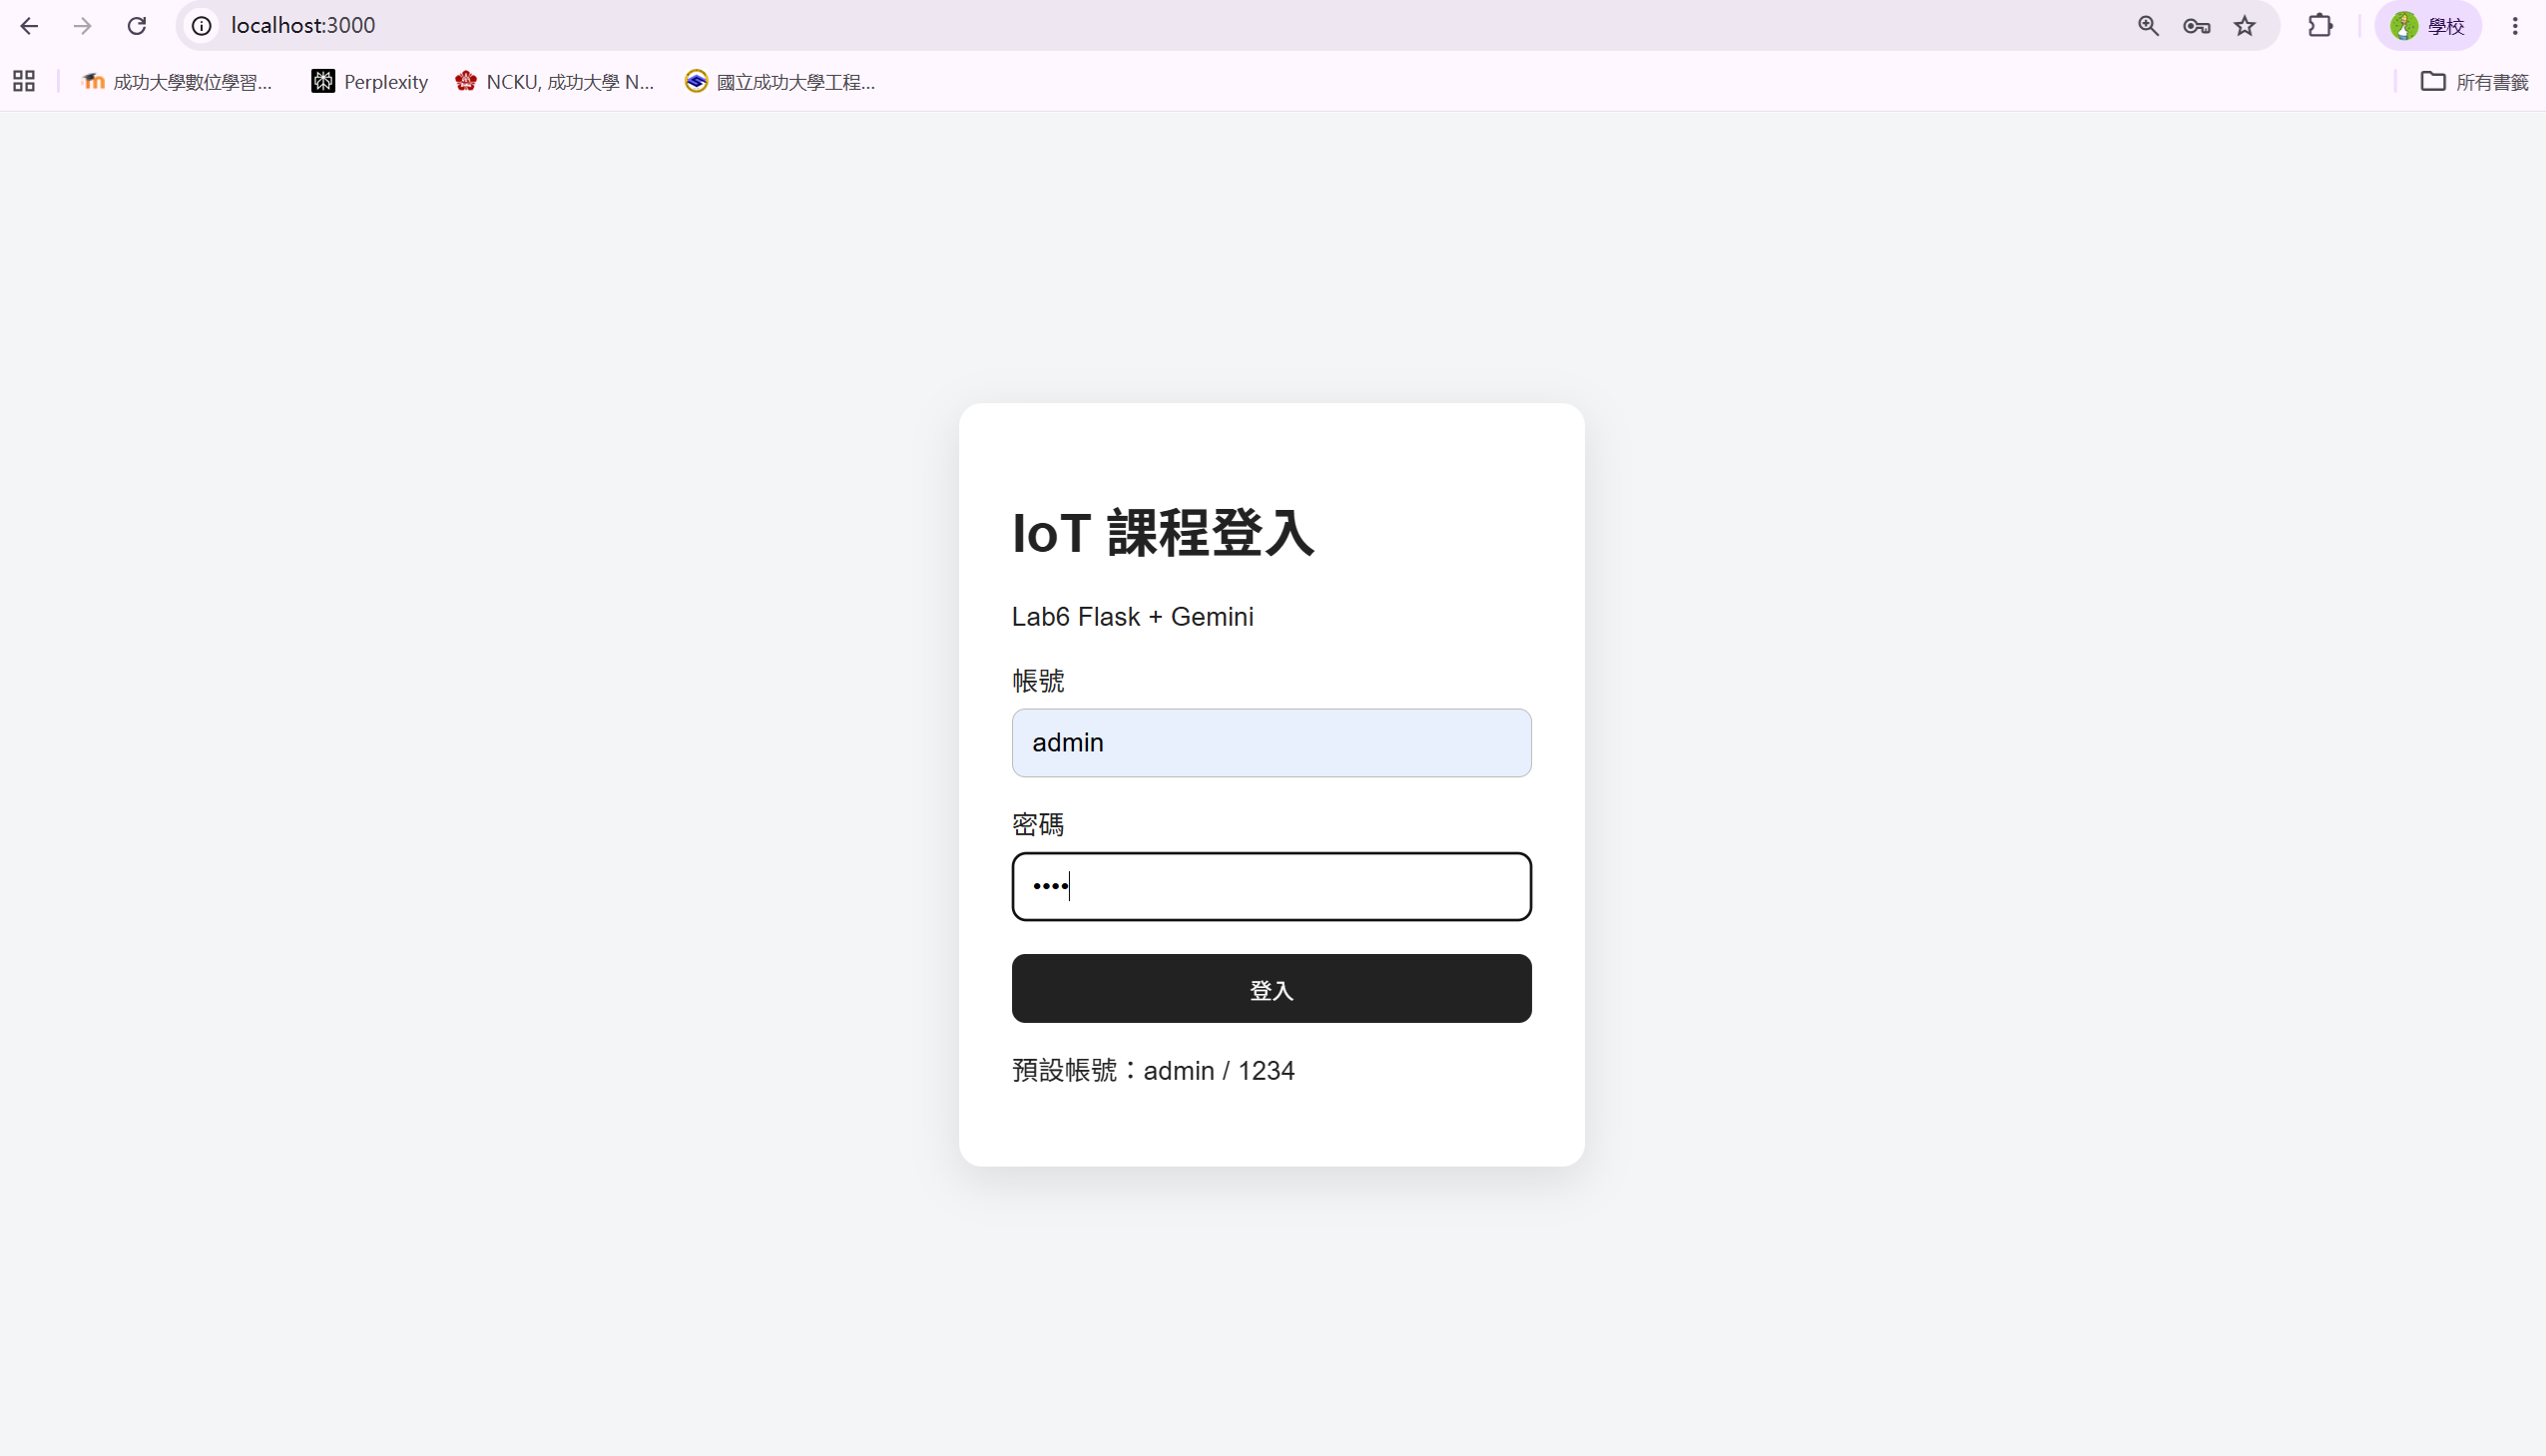 localhost:3000
學校
成功大學數位學習...
Perplexity
NCKU, 成功大學 N...
國立成功大學工程...
所有書籤
IoT 課程登入
Lab6 Flask + Gemini
帳號
admin
密碼
••••
登入
預設帳號：admin / 1234